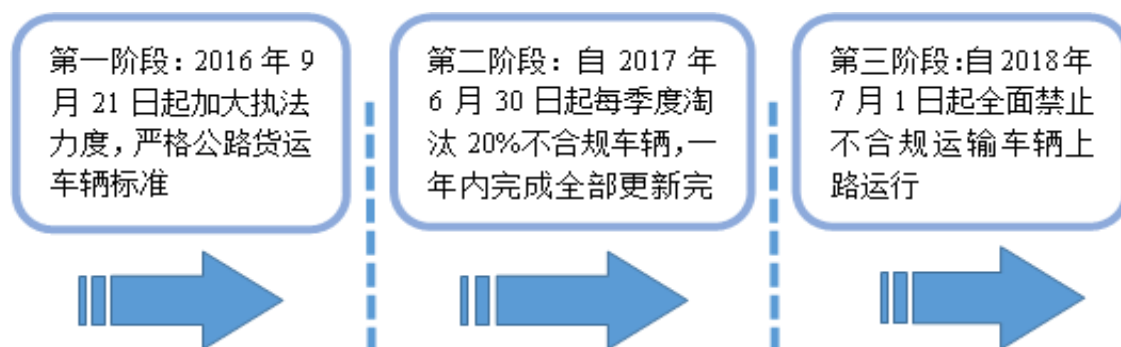 第一阶段：2016 年 9
月 21 日起加大执法
力度，严格公路货运
车辆标准
第二阶段：自 2017 年
6 月 30 日起每季度淘
汰 20%不合规车辆,一
年内完成全部更新完
第三阶段:自 2018 年
7 月 1 日起全面禁止
不合规运输车辆上
路运行